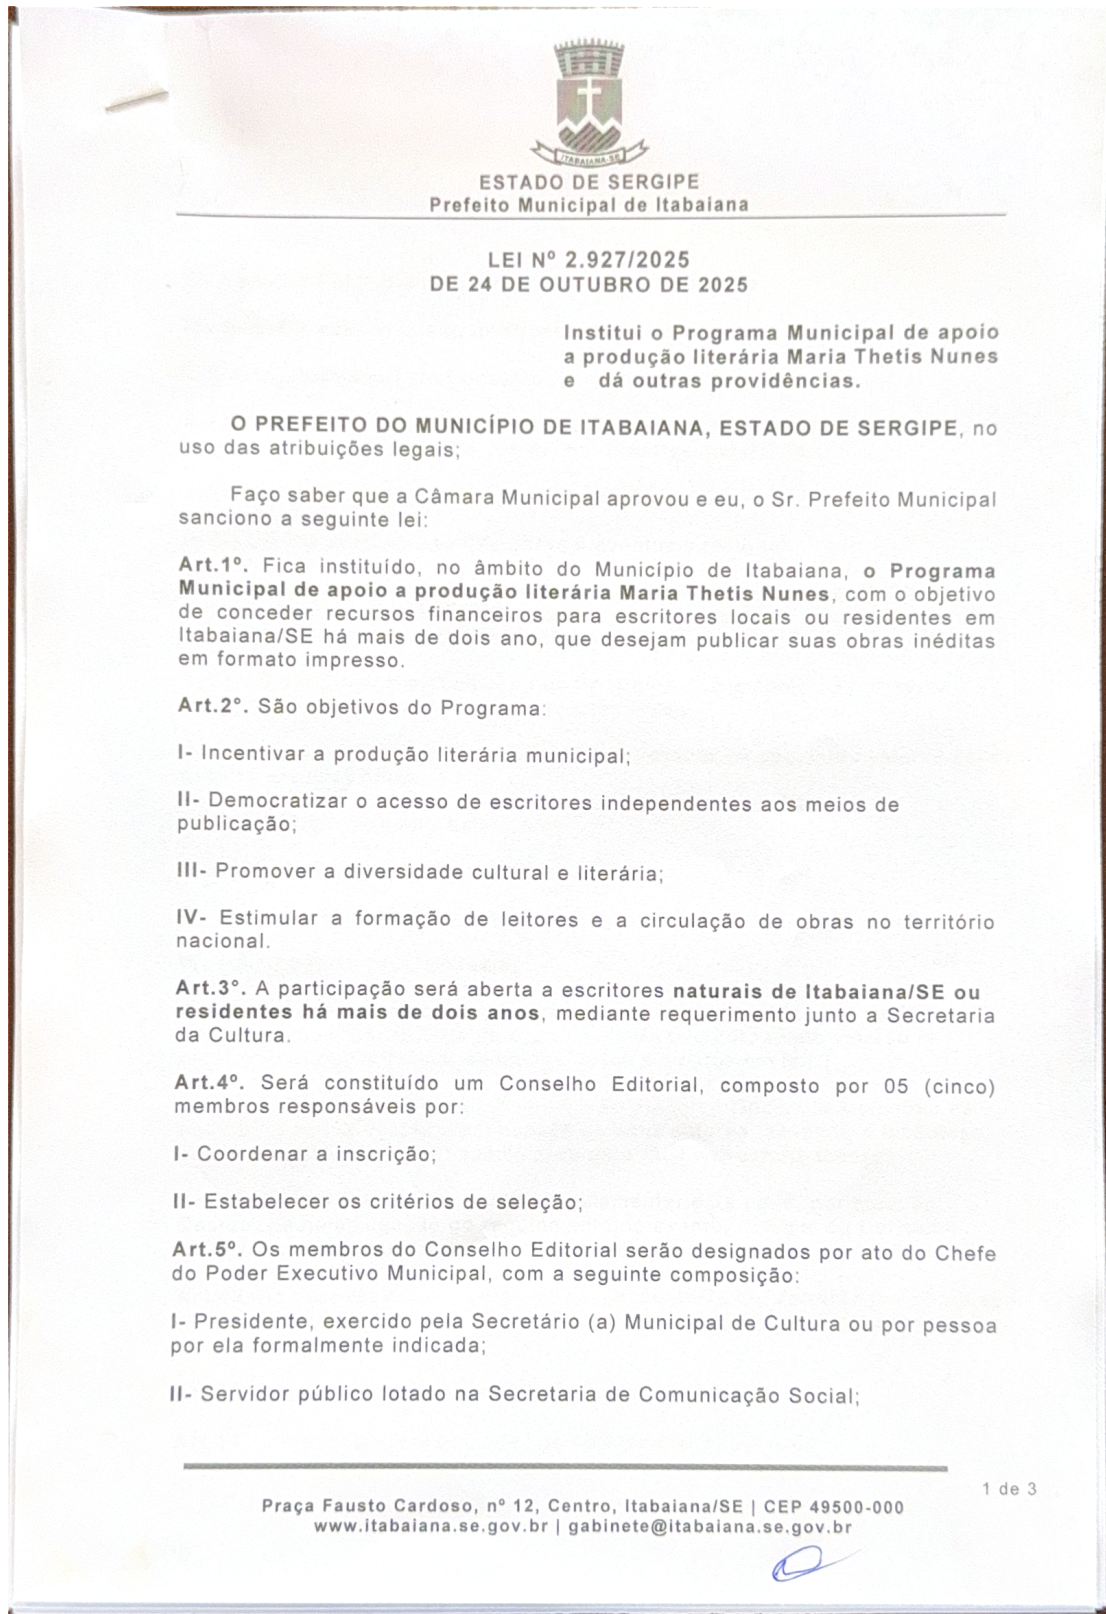 ITABAIANA-SE
ESTADO DE SERGIPE
Prefeito Municipal de Itabaiana
LEI Nº 2.927/2025
DE 24 DE OUTUBRO DE 2025
Institui o Programa Municipal de apoio
a produção literária Maria Thetis Nunes
e dá outras providências.
O PREFEITO DO MUNICÍPIO DE ITABAIANA, ESTADO DE SERGIPE, no
uso das atribuições legais;
Faço saber que a Câmara Municipal aprovou e eu, o Sr. Prefeito Municipal
sanciono a seguinte lei:
Art.1º. Fica instituído, no âmbito do Município de Itabaiana, o Programa
Municipal de apoio a produção literária Maria Thetis Nunes, com o objetivo
de conceder recursos financeiros para escritores locais ou residentes em
Itabaiana/SE há mais de dois ano, que desejam publicar suas obras inéditas
em formato impresso.
Art.2°. São objetivos do Programa:
I- Incentivar a produção literária municipal;
II- Democratizar o acesso de escritores independentes aos meios de
publicação;
III- Promover a diversidade cultural e literária;
IV- Estimular a formação de leitores e a circulação de obras no território
nacional.
Art.3°. A participação será aberta a escritores naturais de Itabaiana/SE ou
residentes há mais de dois anos, mediante requerimento junto a Secretaria
da Cultura.
Art.4º. Será constituído um Conselho Editorial, composto por 05 (cinco)
membros responsáveis por:
I- Coordenar a inscrição;
II- Estabelecer os critérios de seleção;
Art.5º. Os membros do Conselho Editorial serão designados por ato do Chefe
do Poder Executivo Municipal, com a seguinte composição:
I- Presidente, exercido pela Secretário (a) Municipal de Cultura ou por pessoa
por ela formalmente indicada;
II- Servidor público lotado na Secretaria de Comunicação Social;
1 de 3
Praça Fausto Cardoso, nº 12, Centro, Itabaiana/SE | CEP 49500-000
www.itabaiana.se.gov.br | gabinete@itabaiana.se.gov.br